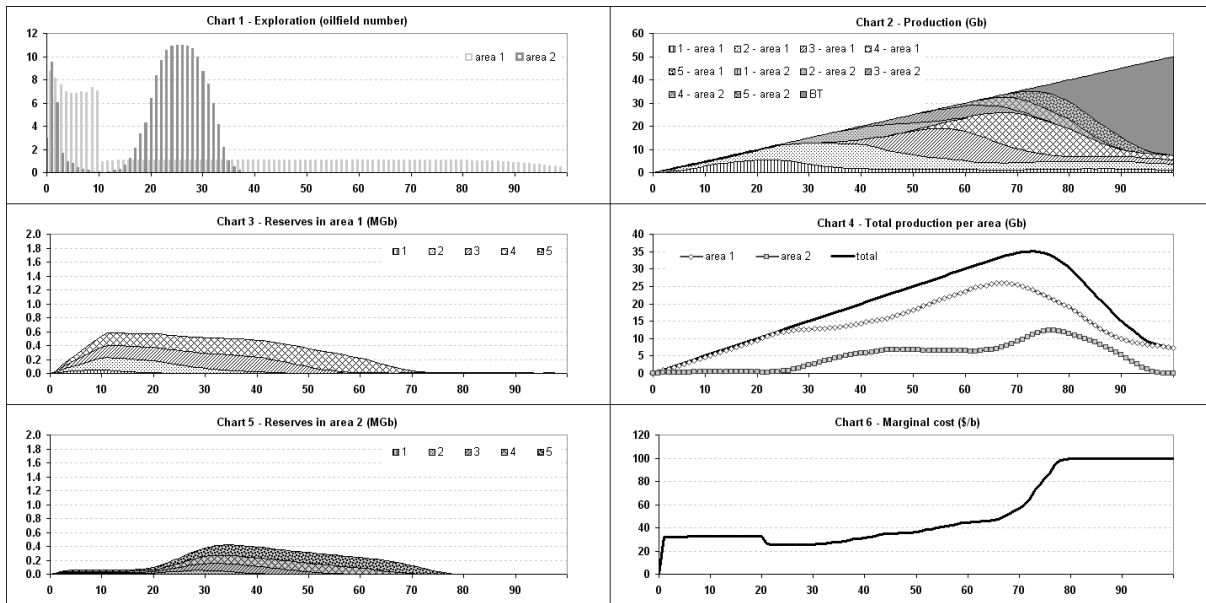 Chart 1 - Exploration (oilfield number)
12
10
8
6
4
2
0
area 1 area 2
0 10 20 30 40 50 60 70 80 90
Chart 2 - Production (Gb)
60
50
40
30
20
10
0
1 - area 1 2 - area 1 3 - area 1 4 - area 1
5 - area 1 1 - area 2 2 - area 2 3 - area 2
4 - area 2 5 - area 2 BT
0 10 20 30 40 50 60 70 80 90
Chart 3 - Reserves in area 1 (MGb)
2.0
1.8
1.6
1.4
1.2
1.0
0.8
0.6
0.4
0.2
0.0
1 2 3 4 5
0 10 20 30 40 50 60 70 80 90
Chart 4 - Total production per area (Gb)
40
35
30
25
20
15
10
5
0
area 1 area 2 total
0 10 20 30 40 50 60 70 80 90
Chart 5 - Reserves in area 2 (MGb)
2.0
1.8
1.6
1.4
1.2
1.0
0.8
0.6
0.4
0.2
0.0
1 2 3 4 5
0 10 20 30 40 50 60 70 80 90
Chart 6 - Marginal cost ($/b)
120
100
80
60
40
20
0
0 10 20 30 40 50 60 70 80 90